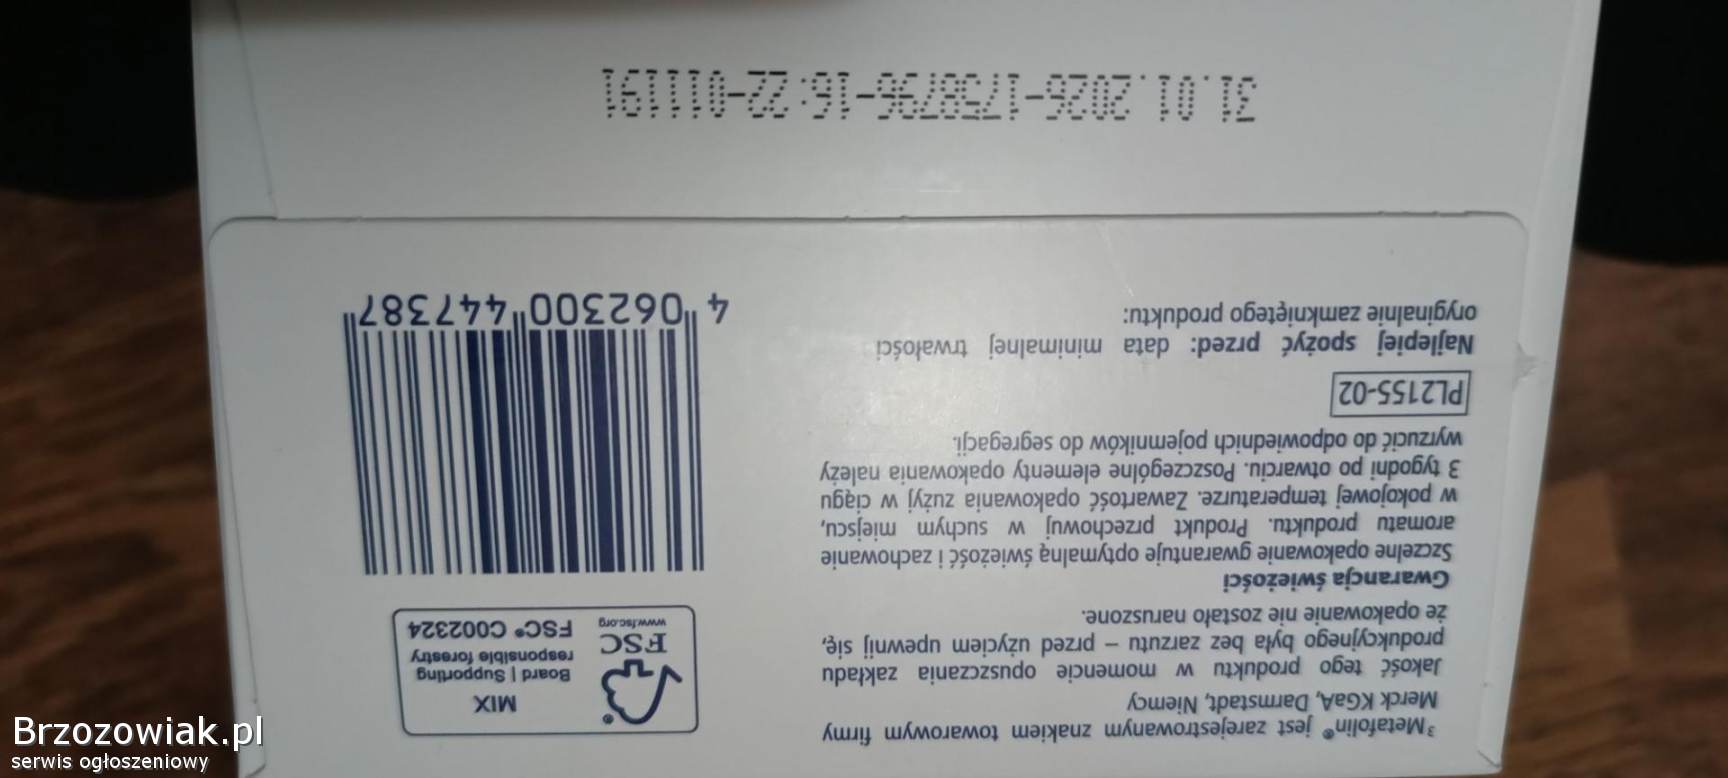 ³Metafolin® jest zarejestrowanym znakiem towarowym firmy
Merck KGaA, Darmstadt, Niemcy
Jakość tego produktu w momencie opuszczania zakładu
produkcyjnego była bez zarzutu – przed użyciem upewnij się,
że opakowanie nie zostało naruszone.
Gwarancja świeżości
Szczelne opakowanie gwarantuje optymalną świeżość i zachowanie
aromatu produktu. Produkt przechowuj w suchym miejscu,
w pokojowej temperaturze. Zawartość opakowania zużyj w ciągu
3 tygodni po otwarciu. Poszczególne elementy opakowania należy
wyrzucić do odpowiednich pojemników do segregacji.
PL2155-02
Najlepiej spożyć przed: data minimalnej trwałości
oryginalnie zamkniętego produktu:
®
FSC
www.fsc.org
MIX
Board | Supporting
responsible forestry
FSC® C002324
4 062300 447387
31.01.2026-1758796-16:22-011191
Brzozowiak.pl
serwis ogłoszeniowy